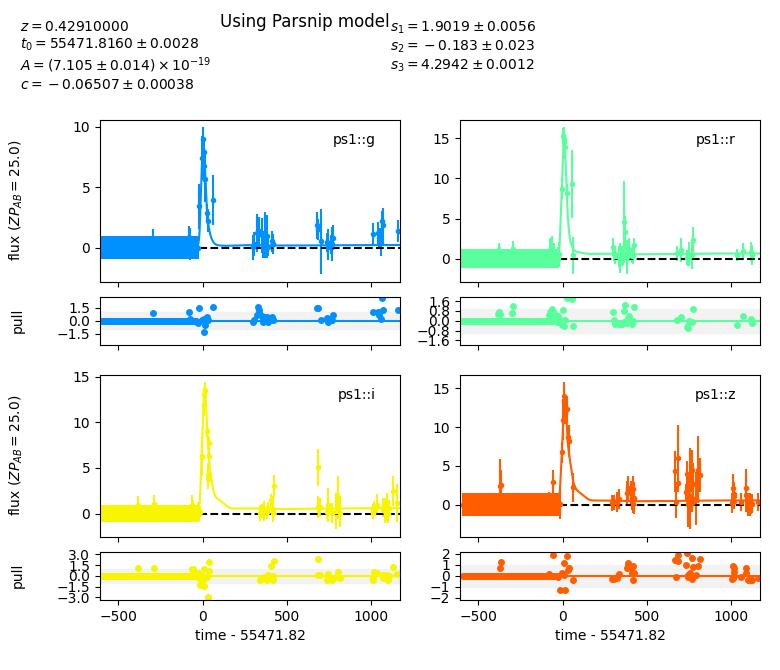 Using Parsnip model
z = 0.42910000
t0 = 55471.8160 ± 0.0028
A = (7.105 ± 0.014) × 10^−19
c = −0.06507 ± 0.00038
s1 = 1.9019 ± 0.0056
s2 = −0.183 ± 0.023
s3 = 4.2942 ± 0.0012
flux (ZP_AB = 25.0)
10
5
0
ps1::g
15
10
5
0
ps1::r
pull
1.5
0.0
−1.5
1.6
0.8
0.0
−0.8
−1.6
flux (ZP_AB = 25.0)
15
10
5
0
ps1::i
15
10
5
0
ps1::z
pull
3.0
1.5
0.0
−1.5
−3.0
2
1
0
−1
−2
−500 0 500 1000
−500 0 500 1000
time - 55471.82
time - 55471.82